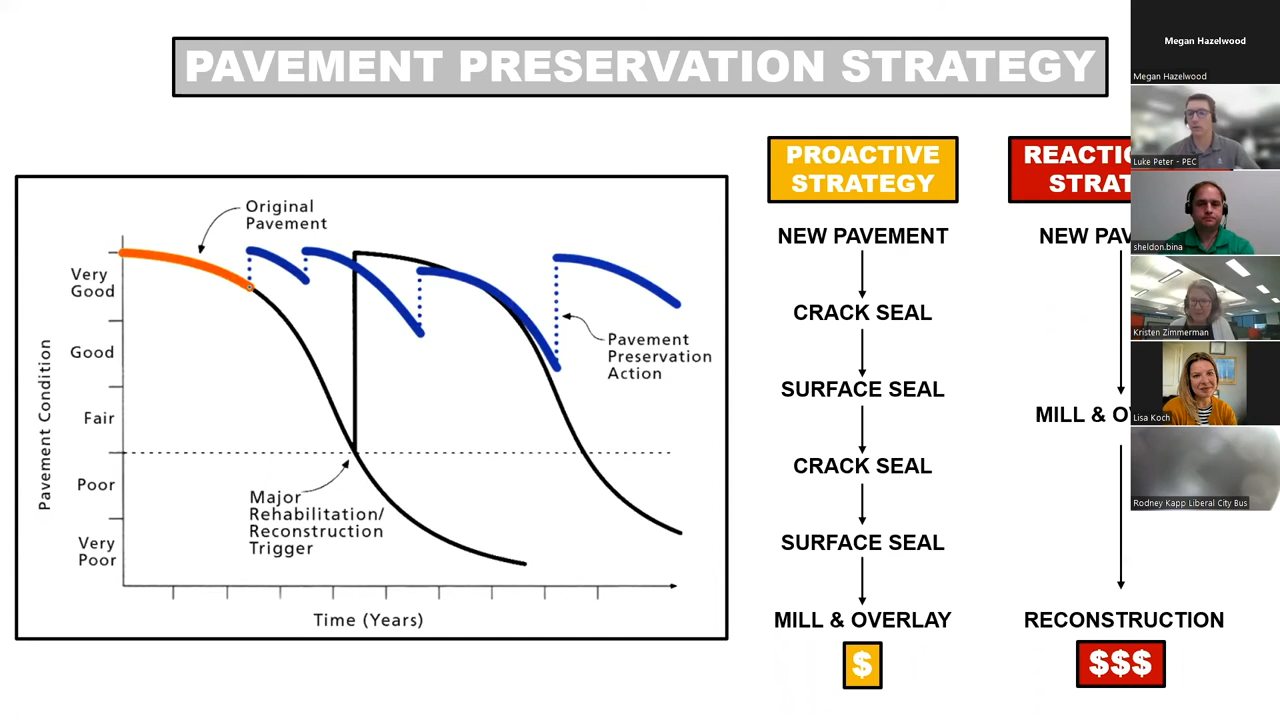 PAVEMENT PRESERVATION STRATEGY
Original
Pavement
Very
Good
Good
Fair
Poor
Very
Poor
Pavement Condition
Time (Years)
Major
Rehabilitation/
Reconstruction
Trigger
Pavement
Preservation
Action
PROACTIVE
STRATEGY
NEW PAVEMENT
CRACK SEAL
SURFACE SEAL
CRACK SEAL
SURFACE SEAL
MILL & OVERLAY
$
REACTI
STRAT
NEW PAV
MILL & O
RECONSTRUCTION
$$$
Megan Hazelwood
Megan Hazelwood
Luke Peter - PEC
sheldon.bina
Kristen Zimmerman
Lisa Koch
Rodney Kapp Liberal City Bus